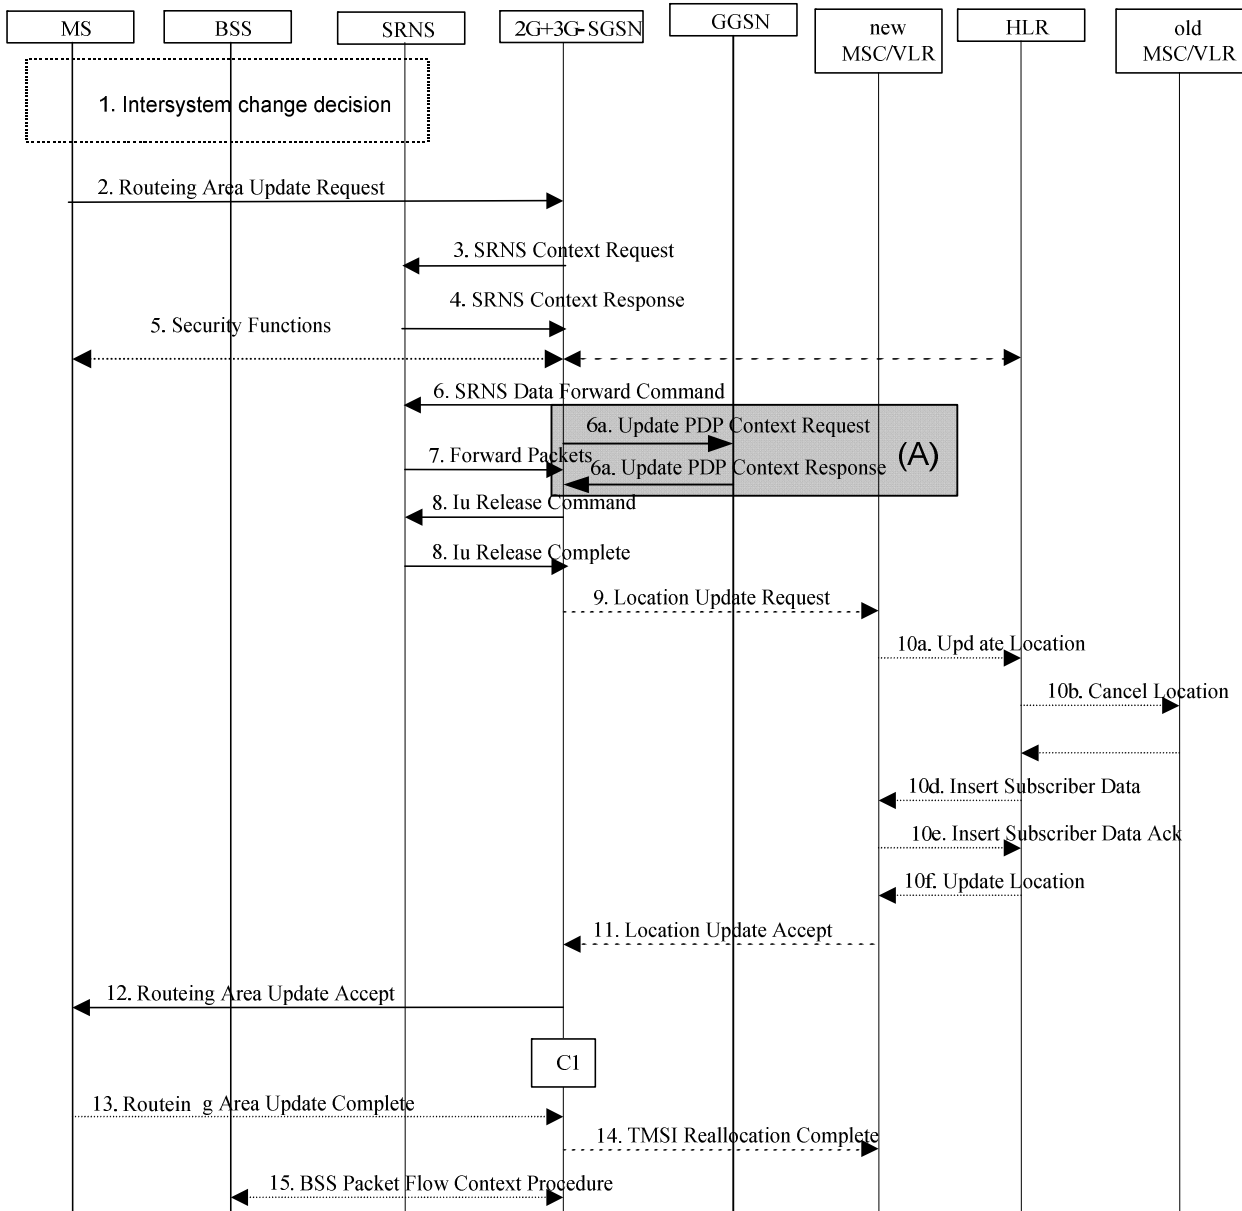 MS
BSS
SRNS
2G+3G-SGSN
GGSN
new
MSC/VLR
HLR
old
MSC/VLR
1. Intersystem change decision
2. Routeing Area Update Request
3. SRNS Context Request
4. SRNS Context Response
5. Security Functions
6. SRNS Data Forward Command
6a. Update PDP Context Request
(A)
7. Forward Packets
6a. Update PDP Context Response
8. Iu Release Command
8. Iu Release Complete
9. Location Update Request
10a. Upd ate Location
10b. Cancel Location
10d. Insert Subscriber Data
10e. Insert Subscriber Data Ack
10f. Update Location
11. Location Update Accept
12. Routeing Area Update Accept
C1
13. Routein g Area Update Complete
14. TMSI Reallocation Complete
15. BSS Packet Flow Context Procedure